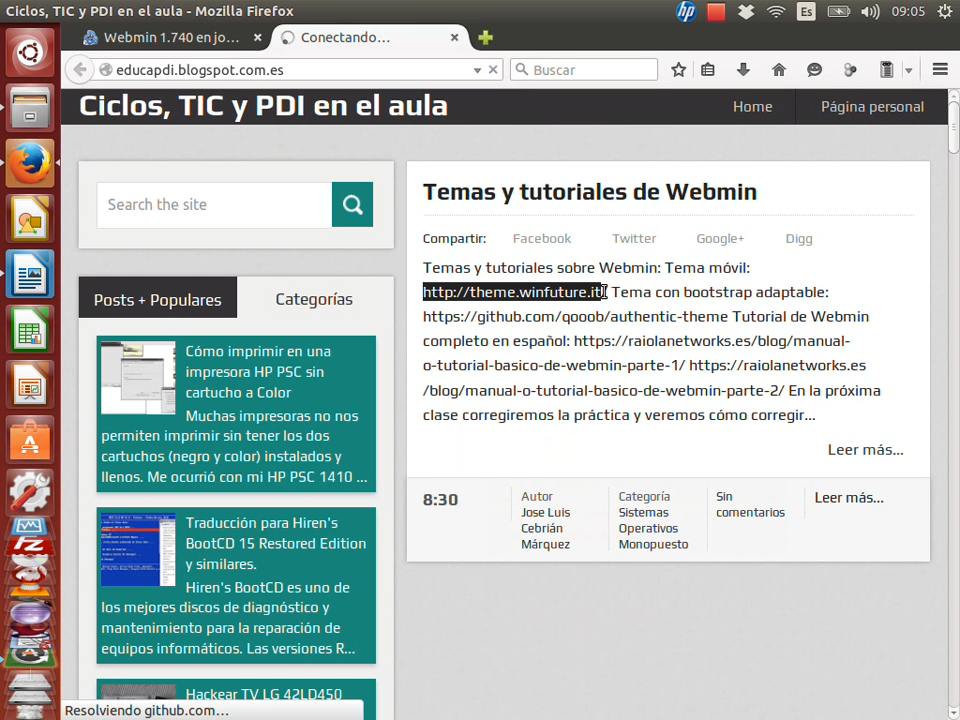 Ciclos, TIC y PDI en el aula - Mozilla Firefox
hp
Es
09:05
Webmin 1.740 en jo...
Conectando...
educapdi.blogspot.com.es
Buscar
Ciclos, TIC y PDI en el aula
Home
Página personal
Search the site
Posts + Populares
Categorías
Cómo imprimir en una
impresora HP PSC sin
cartucho a Color
Muchas impresoras no nos
permiten imprimir sin tener los dos
cartuchos (negro y color) instalados y
llenos. Me ocurrió con mi HP PSC 1410 ...
Traducción para Hiren's
BootCD 15 Restored Edition
y similares.
Hiren's BootCD es uno de
los mejores discos de diagnóstico y
mantenimiento para la reparación de
equipos informáticos. Las versiones R...
Hackear TV LG 42LD450
Temas y tutoriales de Webmin
Compartir:
Facebook
Twitter
Google+
Digg
Temas y tutoriales sobre Webmin: Tema móvil:
http://theme.winfuture.it/ Tema con bootstrap adaptable:
https://github.com/qooob/authentic-theme Tutorial de Webmin
completo en español: https://raiolanetworks.es/blog/manual-
o-tutorial-basico-de-webmin-parte-1/ https://raiolanetworks.es
/blog/manual-o-tutorial-basico-de-webmin-parte-2/ En la próxima
clase corregiremos la práctica y veremos cómo corregir...
Leer más...
8:30
Autor
Jose Luis
Cebrián
Márquez
Categoría
Sistemas
Operativos
Monopuesto
Sin
comentarios
Leer más...
Resolviendo github.com...